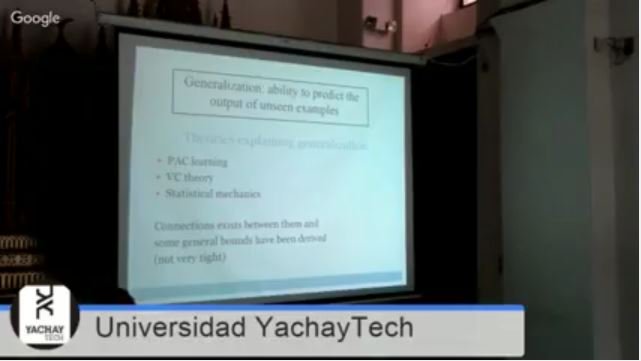 Google
Generalization: ability to predict the
output of unseen examples
Theories explaining generalization
• PAC learning
• VC theory
• Statistical mechanics
Connections exists between them and
some general bounds have been derived
(not very tight)
YACHAY
TECH
Universidad YachayTech